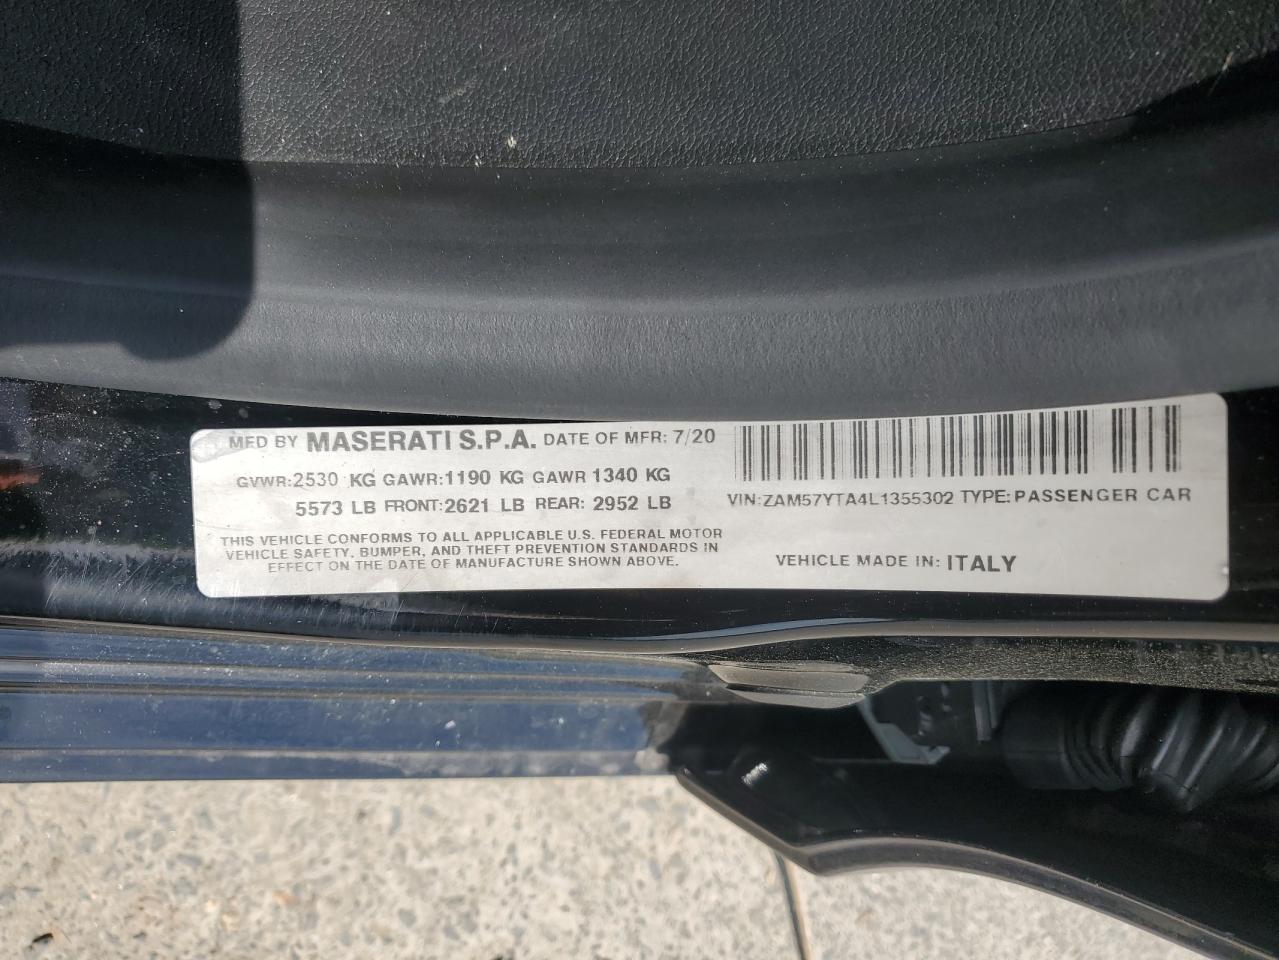 MFD BY MASERATI S.P.A. DATE OF MFR: 7/20
GVWR:2530 KG GAWR:1190 KG GAWR 1340 KG
5573 LB FRONT:2621 LB REAR: 2952 LB
THIS VEHICLE CONFORMS TO ALL APPLICABLE U.S. FEDERAL MOTOR
VEHICLE SAFETY, BUMPER, AND THEFT PREVENTION STANDARDS IN
EFFECT ON THE DATE OF MANUFACTURE SHOWN ABOVE.
VIN:ZAM57YTA4L1355302 TYPE:PASSENGER CAR
VEHICLE MADE IN: ITALY